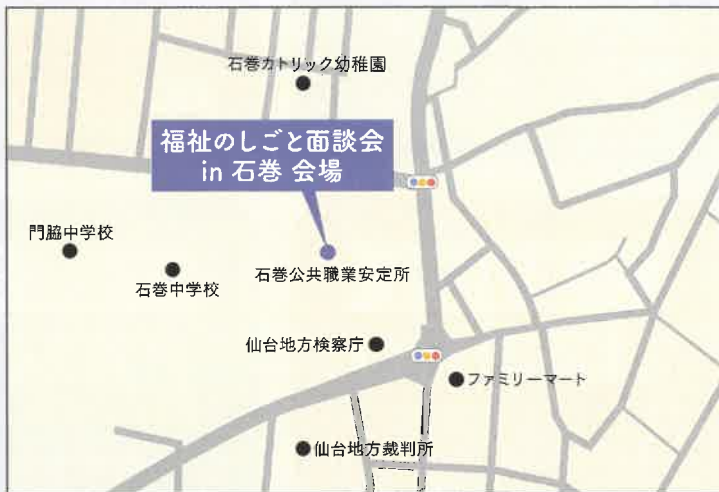 石巻カトリック幼稚園
福祉のしごと面談会
in 石巻 会場
門脇中学校
石巻中学校
石巻公共職業安定所
仙台地方検察庁
ファミリーマート
仙台地方裁判所